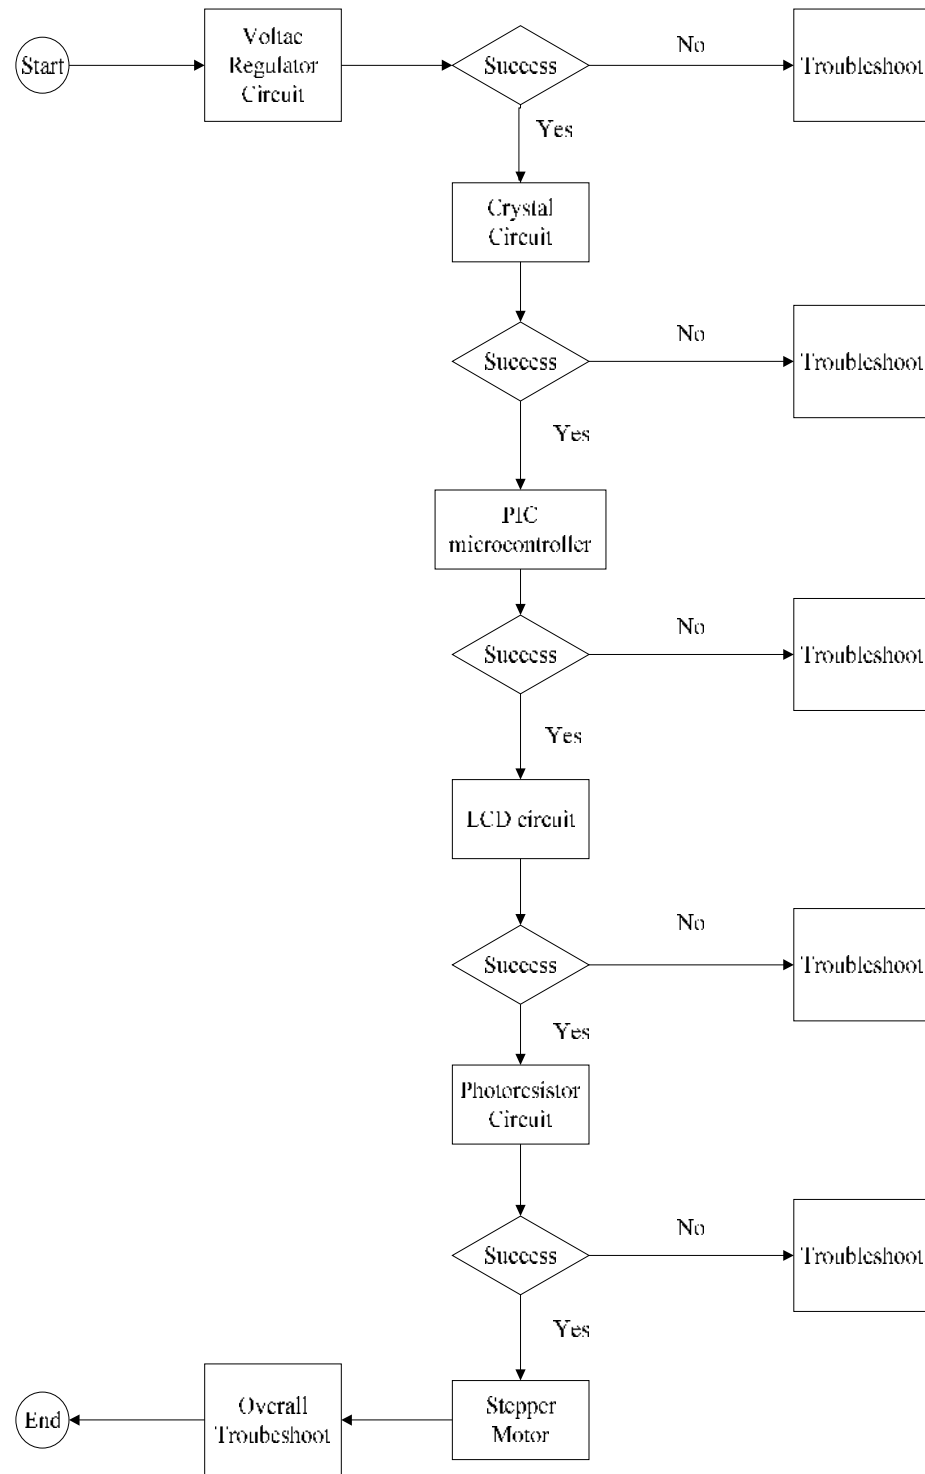 Start
Voltac
Regulator
Circuit
Success
No
Troubleshoot
Yes
Crystal
Circuit
Success
No
Troubleshoot
Yes
PIC
microcontroller
Success
No
Troubleshoot
Yes
LCD circuit
Success
No
Troubleshoot
Yes
Photoresistor
Circuit
Success
No
Troubleshoot
Yes
Stepper
Motor
Overall
Troubeshoot
End